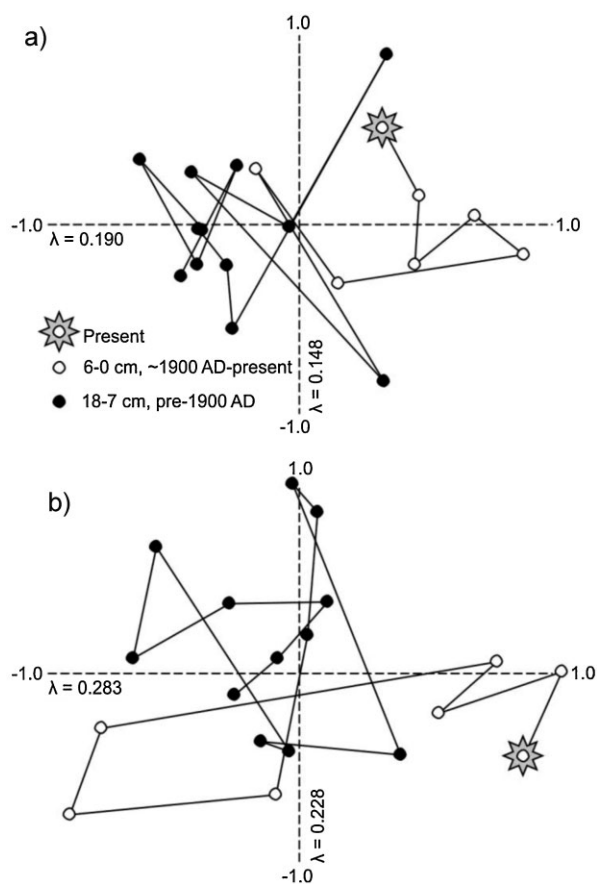 a)
1.0
-1.0
1.0
λ = 0.190
λ = 0.148
Present
6-0 cm, ~1900 AD-present
18-7 cm, pre-1900 AD
-1.0
1.0
b)
-1.0
1.0
λ = 0.283
λ = 0.228
-1.0